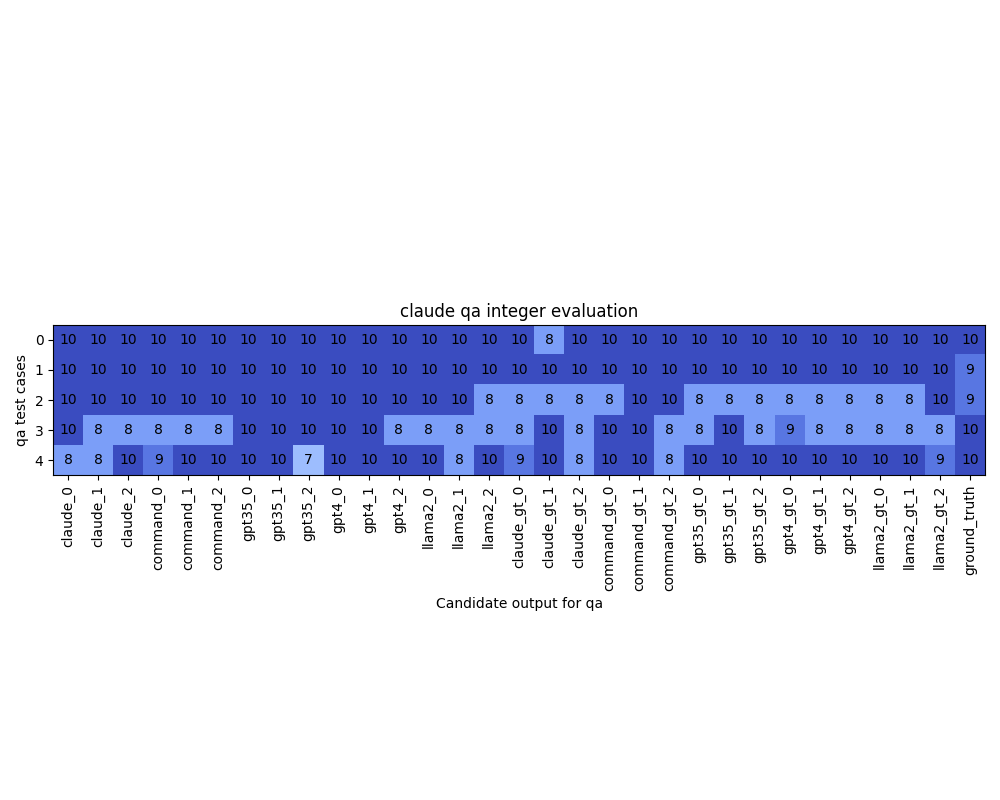 claude qa integer evaluation
qa test cases
0 10 10 10 10 10 10 10 10 10 10 10 10 10 10 10 10 8 10 10 10 10 10 10 10 10 10 10 10 10 10 10
1 10 10 10 10 10 10 10 10 10 10 10 10 10 10 10 10 10 10 10 10 10 10 10 10 10 10 10 10 10 10 9
2 10 10 10 10 10 10 10 10 10 10 10 10 10 10 8 8 8 8 8 10 10 8 8 8 8 8 8 8 8 10 9
3 10 8 8 8 8 8 10 10 10 10 10 8 8 8 8 8 10 8 10 10 8 8 10 8 9 8 8 8 8 8 10
4 8 8 10 9 10 10 10 10 7 10 10 10 10 8 10 9 10 8 10 10 8 10 10 10 10 10 10 10 10 9 10
claude_0
claude_1
claude_2
command_0
command_1
command_2
gpt35_0
gpt35_1
gpt35_2
gpt4_0
gpt4_1
gpt4_2
llama2_0
llama2_1
llama2_2
claude_gt_0
claude_gt_1
claude_gt_2
command_gt_0
command_gt_1
command_gt_2
gpt35_gt_0
gpt35_gt_1
gpt35_gt_2
gpt4_gt_0
gpt4_gt_1
gpt4_gt_2
llama2_gt_0
llama2_gt_1
llama2_gt_2
ground_truth
Candidate output for qa